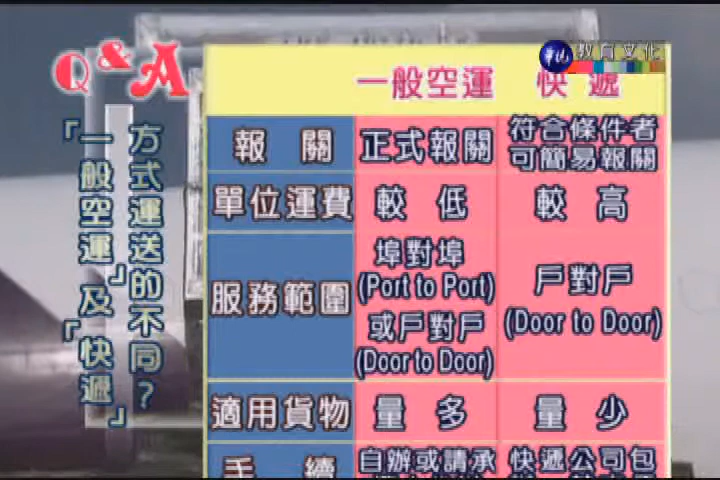 華視
教育文化
Q&A
「一般空運」及「快遞」
方式運送的不同？
一般空運 快遞
報關 正式報關 符合條件者
可簡易報關
單位運費 較低 較高
服務範圍 埠對埠
(Port to Port)
或戶對戶
(Door to Door)
戶對戶
(Door to Door)
適用貨物 量多 量少
手續 自辦或請承 快遞公司包